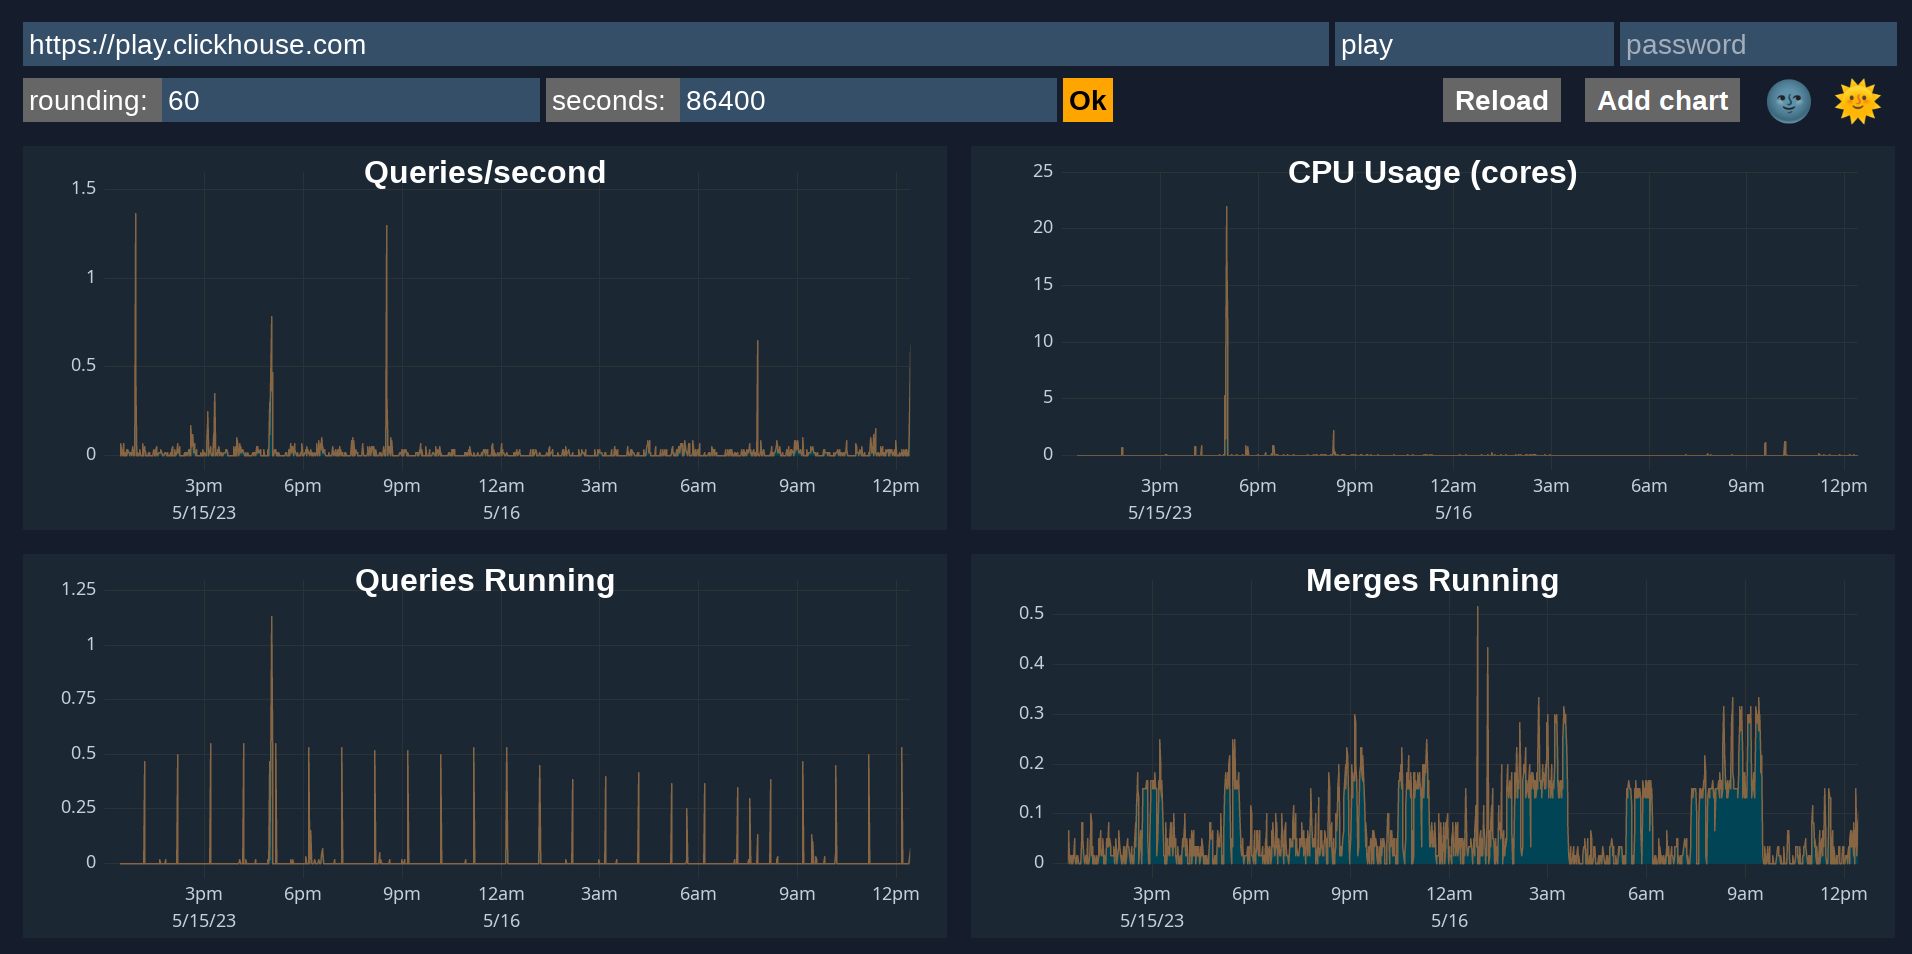 https://play.clickhouse.com play password
rounding: 60 seconds: 86400 Ok Reload Add chart
Queries/second
1.5
1
0.5
0
3pm 6pm 9pm 12am 3am 6am 9am 12pm
5/15/23 5/16
CPU Usage (cores)
25
20
15
10
5
0
3pm 6pm 9pm 12am 3am 6am 9am 12pm
5/15/23 5/16
Queries Running
1.25
1
0.75
0.5
0.25
0
3pm 6pm 9pm 12am 3am 6am 9am 12pm
5/15/23 5/16
Merges Running
0.5
0.4
0.3
0.2
0.1
0
3pm 6pm 9pm 12am 3am 6am 9am 12pm
5/15/23 5/16